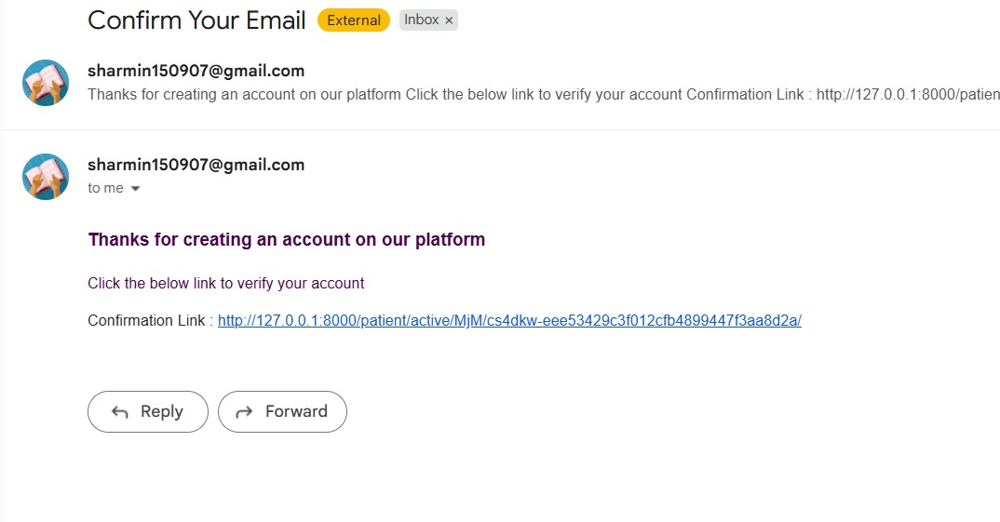 Confirm Your Email External Inbox ×
sharmin150907@gmail.com
Thanks for creating an account on our platform Click the below link to verify your account Confirmation Link : http://127.0.0.1:8000/patien
sharmin150907@gmail.com
to me
Thanks for creating an account on our platform
Click the below link to verify your account
Confirmation Link : http://127.0.0.1:8000/patient/active/MjM/cs4dkw-eee53429c3f012cfb4899447f3aa8d2a/
Reply Forward